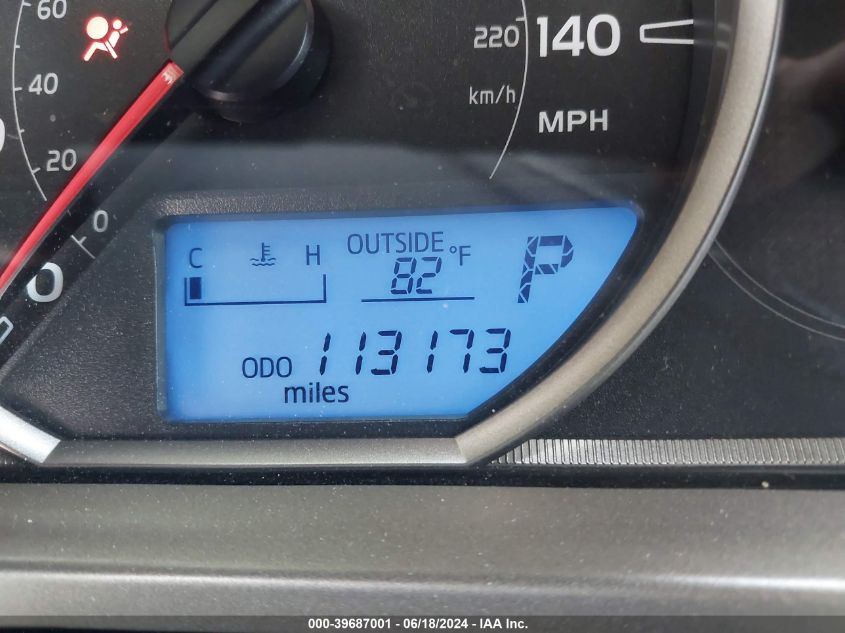 60
40
20
0
0
220
km/h
140
MPH
C H
OUTSIDE
82 °F
P
ODO 113173
miles
000-39687001 - 06/18/2024 - IAA Inc.